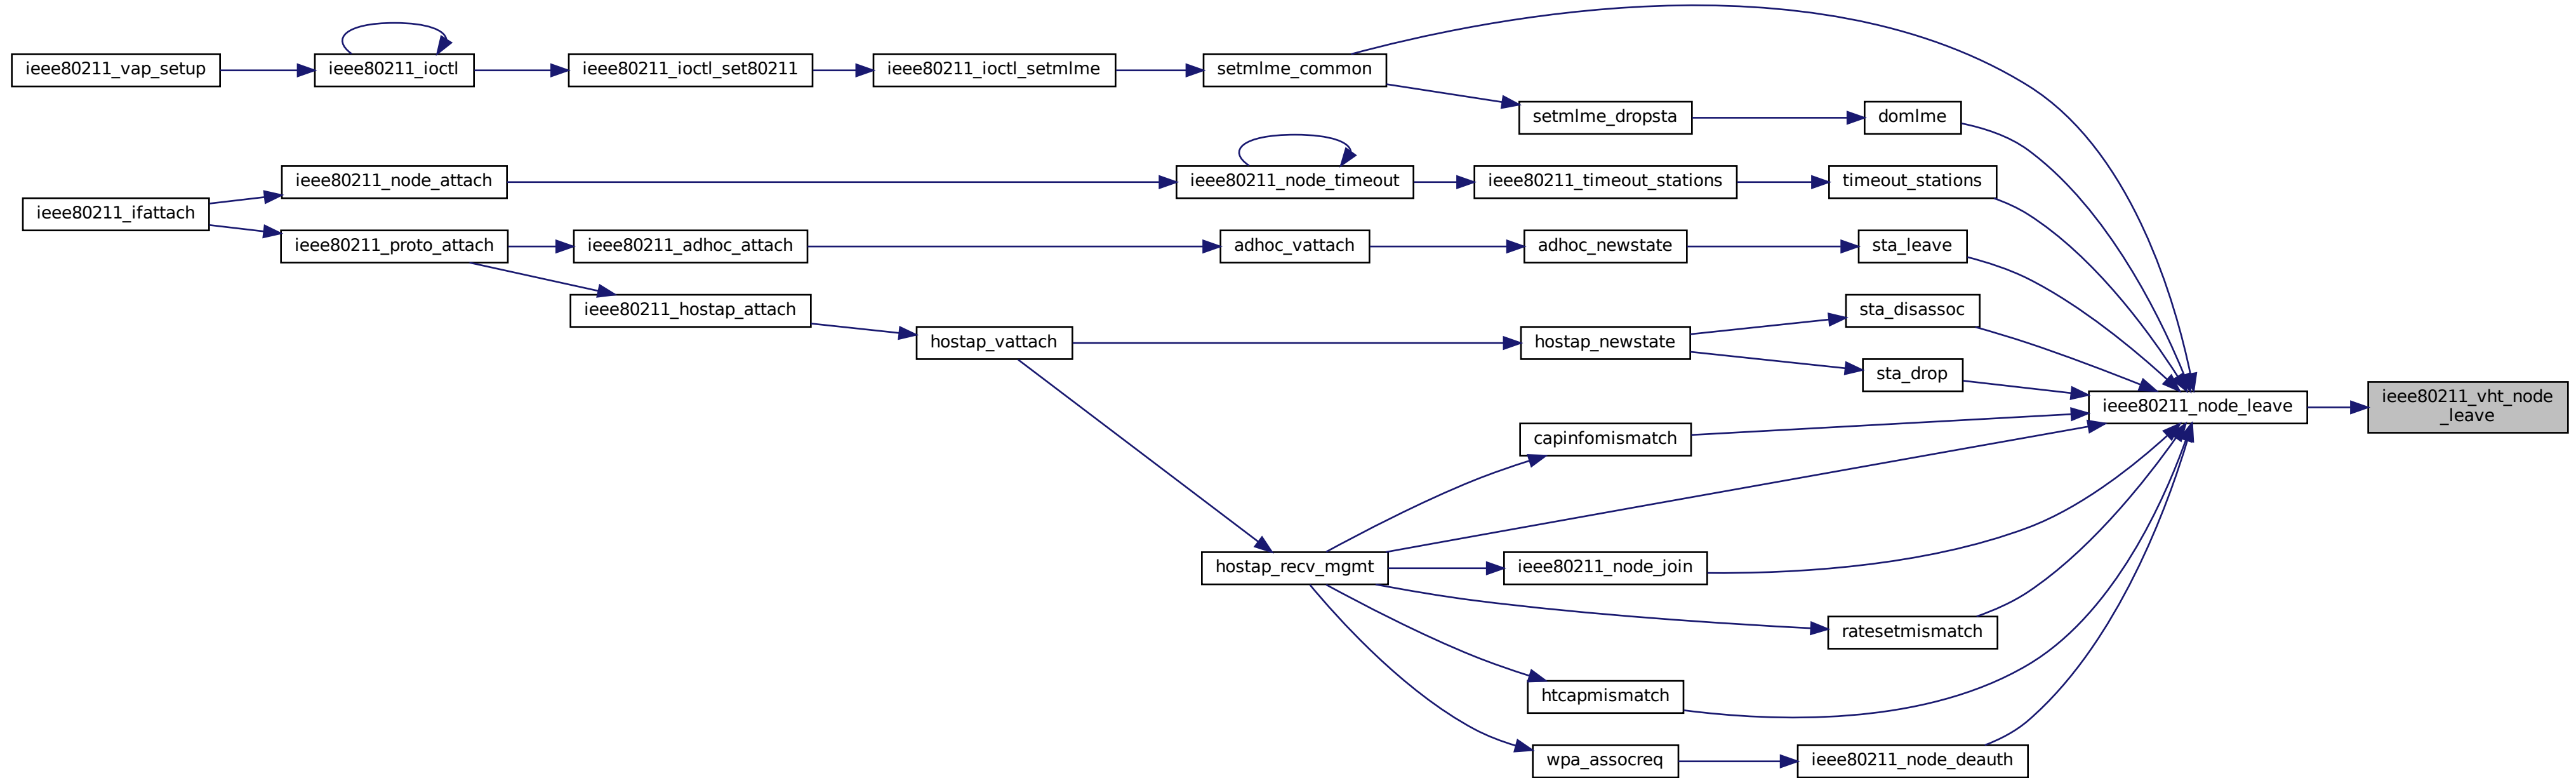 ieee80211_vap_setup
ieee80211_ioctl
ieee80211_ioctl_set80211
ieee80211_ioctl_setmlme
setmlme_common
setmlme_dropsta
domlme
ieee80211_node_attach
ieee80211_node_timeout
ieee80211_timeout_stations
timeout_stations
ieee80211_ifattach
ieee80211_proto_attach
ieee80211_adhoc_attach
adhoc_vattach
adhoc_newstate
sta_leave
ieee80211_hostap_attach
sta_disassoc
hostap_vattach
hostap_newstate
sta_drop
ieee80211_node_leave
ieee80211_vht_node
_leave
capinfomismatch
hostap_recv_mgmt
ieee80211_node_join
ratesetmismatch
htcapmismatch
wpa_assocreq
ieee80211_node_deauth